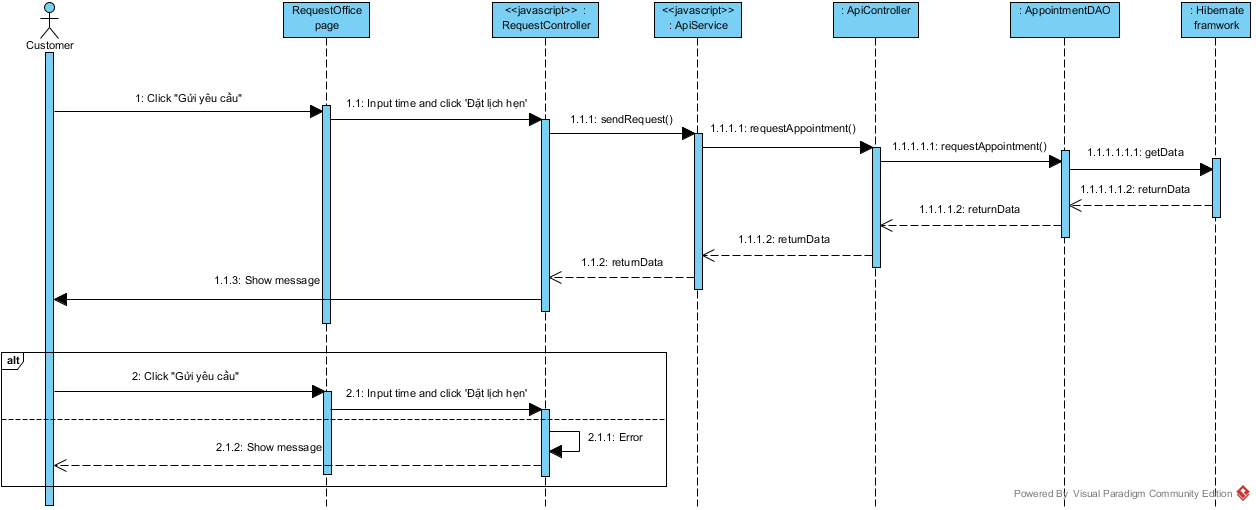 RequestOffice
page
<<javascript>> :
RequestController
<<javascript>>
: ApiService
: ApiController
: AppointmentDAO
: Hibernate
framwork
Customer
1: Click "Gửi yêu cầu"
1.1: Input time and click 'Đặt lịch hẹn'
1.1.1: sendRequest()
1.1.1.1: requestAppointment()
1.1.1.1.1: requestAppointment()
1.1.1.1.1.1: getData
1.1.1.1.1.2: returnData
1.1.1.1.2: returnData
1.1.1.2: returnData
1.1.2: returnData
1.1.3: Show message
alt
2: Click "Gửi yêu cầu"
2.1: Input time and click 'Đặt lịch hẹn'
2.1.1: Error
2.1.2: Show message
Powered By Visual Paradigm Community Edition